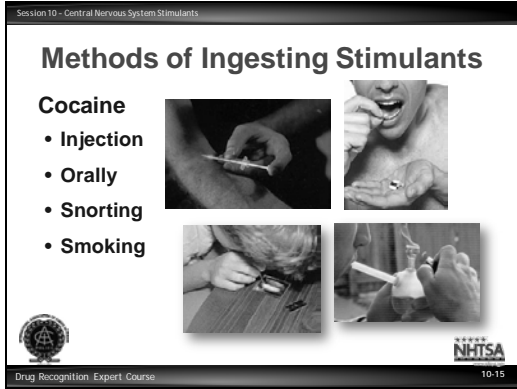 Session 10 - Central Nervous System Stimulants
Methods of Ingesting Stimulants
Cocaine
• Injection
• Orally
• Snorting
• Smoking
NHTSA
Drug Recognition Expert Course
10-15